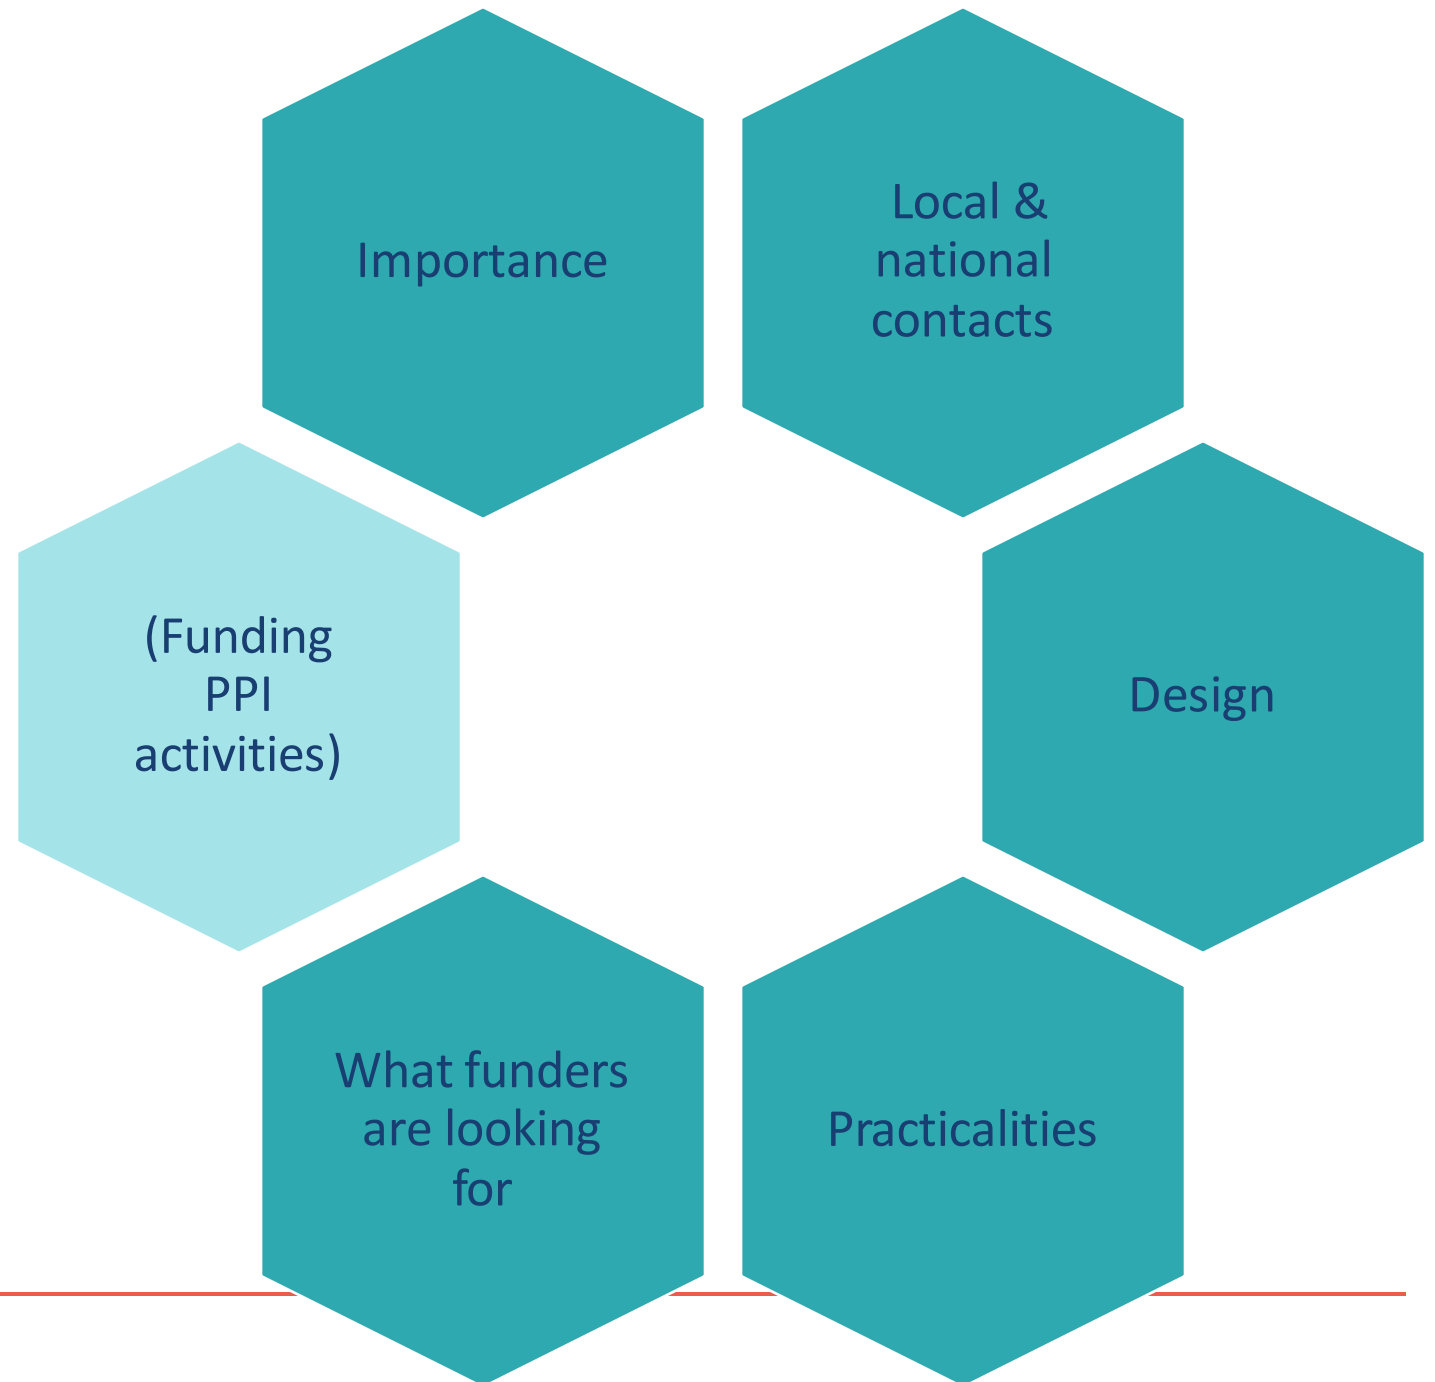 Importance
Local &
national
contacts
(Funding
PPI
activities)
Design
What funders
are looking
for
Practicalities